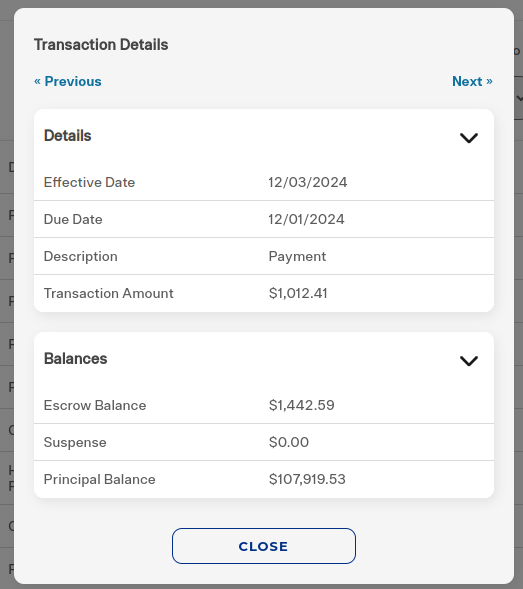 Transaction Details
« Previous Next »
Details
Effective Date 12/03/2024
Due Date 12/01/2024
Description Payment
Transaction Amount $1,012.41
Balances
Escrow Balance $1,442.59
Suspense $0.00
Principal Balance $107,919.53
CLOSE